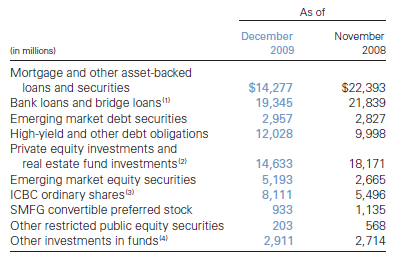 As of
December November
(in millions) 2009 2008
Mortgage and other asset-backed
loans and securities $14,277 $22,393
Bank loans and bridge loans(1) 19,345 21,839
Emerging market debt securities 2,957 2,827
High-yield and other debt obligations 12,028 9,998
Private equity investments and
real estate fund investments(2) 14,633 18,171
Emerging market equity securities 5,193 2,665
ICBC ordinary shares(3) 8,111 5,496
SMFG convertible preferred stock 933 1,135
Other restricted public equity securities 203 568
Other investments in funds(4) 2,911 2,714